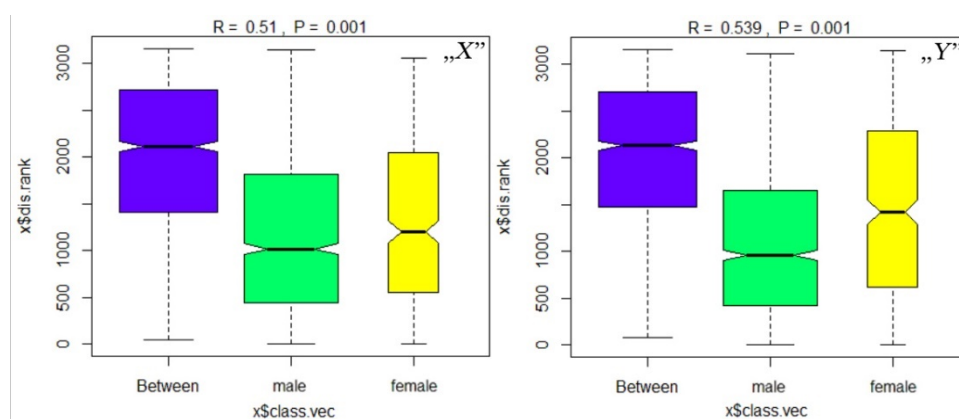 R = 0.51 , P = 0.001
„X”
x$dis.rank
3000
2000
1000
500
0
Between male female
x$class.vec
R = 0.539 , P = 0.001
„Y”
x$dis.rank
3000
2000
1000
500
0
Between male female
x$class.vec